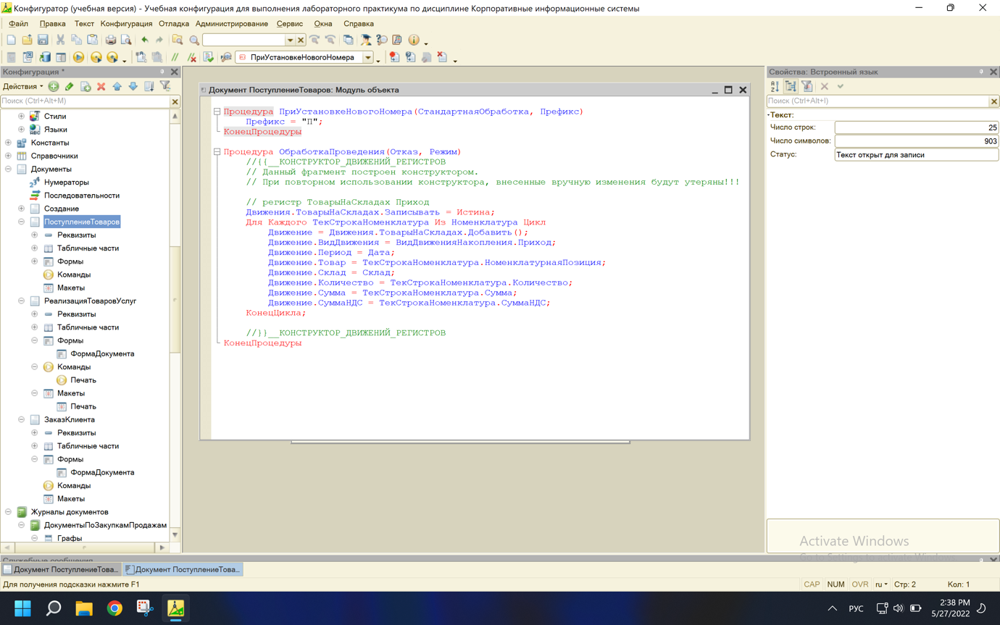 Конфигуратор (учебная версия) - Учебная конфигурация для выполнения лабораторного практикума по дисциплине Корпоративные информационные системы
Файл Правка Текст Конфигурация Отладка Администрирование Сервис Окна Справка
ПриУстановкеНовогоНомера
Конфигурация *
Действия
Поиск (Ctrl+Alt+M)
Стили
Языки
Константы
Справочники
Документы
Нумераторы
Последовательности
Создание
ПоступлениеТоваров
Реквизиты
Табличные части
Формы
Команды
Макеты
РеализацияТоваровУслуг
Реквизиты
Табличные части
Формы
ФормаДокумента
Команды
Печать
Макеты
Печать
ЗаказКлиента
Реквизиты
Табличные части
Формы
ФормаДокумента
Команды
Макеты
Журналы документов
ДокументыПоЗакупкамПродажам
Графы
Документ ПоступлениеТоваров: Модуль объекта
Процедура ПриУстановкеНовогоНомера(СтандартнаяОбработка, Префикс)
Префикс = "П";
КонецПроцедуры
Процедура ОбработкаПроведения(Отказ, Режим)
//{{__КОНСТРУКТОР_ДВИЖЕНИЙ_РЕГИСТРОВ
// Данный фрагмент построен конструктором.
// При повторном использовании конструктора, внесенные вручную изменения будут утеряны!!!
// регистр ТоварыНаСкладах Приход
Движения.ТоварыНаСкладах.Записывать = Истина;
Для Каждого ТекСтрокаНоменклатура Из Номенклатура Цикл
Движение = Движения.ТоварыНаСкладах.Добавить();
Движение.ВидДвижения = ВидДвиженияНакопления.Приход;
Движение.Период = Дата;
Движение.Товар = ТекСтрокаНоменклатура.НоменклатурнаяПозиция;
Движение.Склад = Склад;
Движение.Количество = ТекСтрокаНоменклатура.Количество;
Движение.Сумма = ТекСтрокаНоменклатура.Сумма;
Движение.СуммаНДС = ТекСтрокаНоменклатура.СуммаНДС;
КонецЦикла;
//}}__КОНСТРУКТОР_ДВИЖЕНИЙ_РЕГИСТРОВ
КонецПроцедуры
Свойства: Встроенный язык
Поиск (Ctrl+Alt+I)
Текст:
Число строк: 25
Число символов: 903
Статус: Текст открыт для записи
Activate Windows
Go to Settings to activate Windows.
Служебные сообщения
Документ ПоступлениеТова... Документ ПоступлениеТова...
Для получения подсказки нажмите F1
CAP NUM OVR ru Стр: 2 Кол: 1
РУС
2:38 PM
5/27/2022